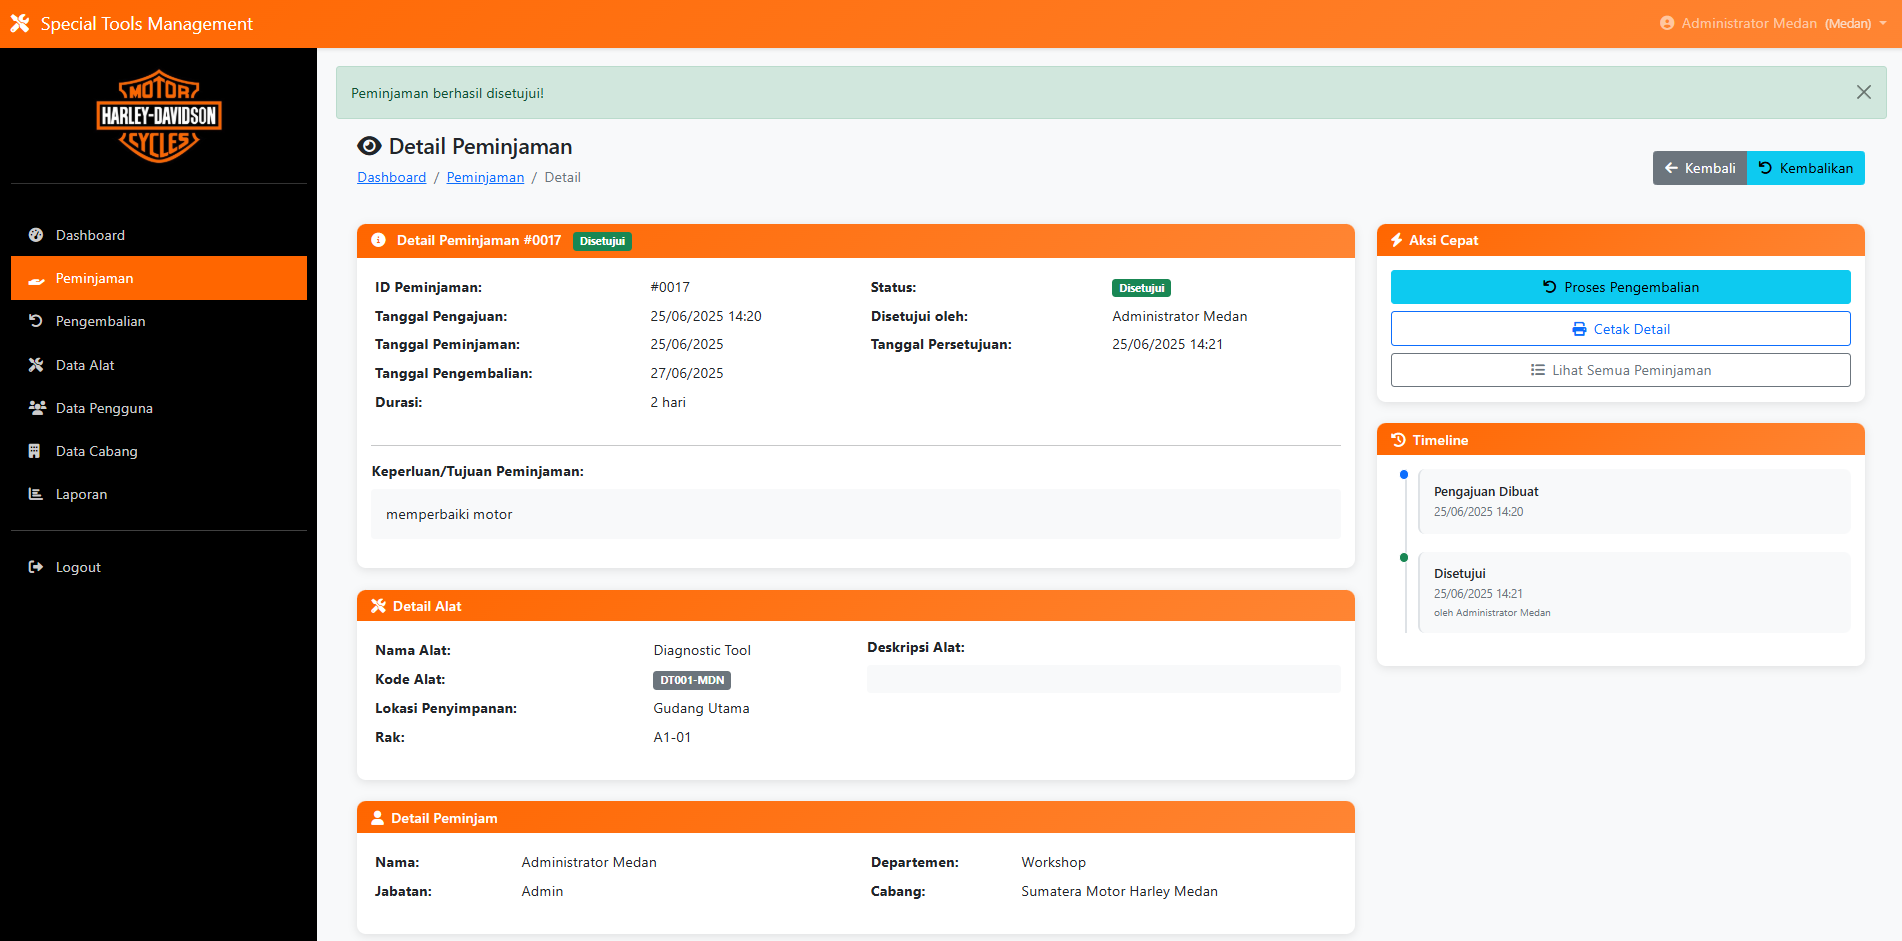 Special Tools Management
Administrator Medan (Medan)
MOTOR
HARLEY-DAVIDSON
CYCLES
Dashboard
Peminjaman
Pengembalian
Data Alat
Data Pengguna
Data Cabang
Laporan
Logout
Peminjaman berhasil disetujui!
Detail Peminjaman
Dashboard / Peminjaman / Detail
Kembali
Kembalikan
Detail Peminjaman #0017 Disetujui
ID Peminjaman: #0017
Tanggal Pengajuan: 25/06/2025 14:20
Tanggal Peminjaman: 25/06/2025
Tanggal Pengembalian: 27/06/2025
Durasi: 2 hari
Status: Disetujui
Disetujui oleh: Administrator Medan
Tanggal Persetujuan: 25/06/2025 14:21
Keperluan/Tujuan Peminjaman:
memperbaiki motor
Detail Alat
Nama Alat: Diagnostic Tool
Kode Alat: DT001-MDN
Lokasi Penyimpanan: Gudang Utama
Rak: A1-01
Deskripsi Alat:
Detail Peminjam
Nama: Administrator Medan
Jabatan: Admin
Departemen: Workshop
Cabang: Sumatera Motor Harley Medan
Aksi Cepat
Proses Pengembalian
Cetak Detail
Lihat Semua Peminjaman
Timeline
Pengajuan Dibuat
25/06/2025 14:20
Disetujui
25/06/2025 14:21
oleh Administrator Medan